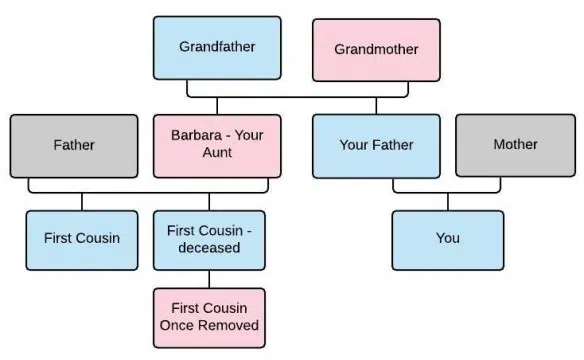 Grandfather
Grandmother
Father
Barbara - Your
Aunt
Your Father
Mother
First Cousin
First Cousin -
deceased
You
First Cousin
Once Removed